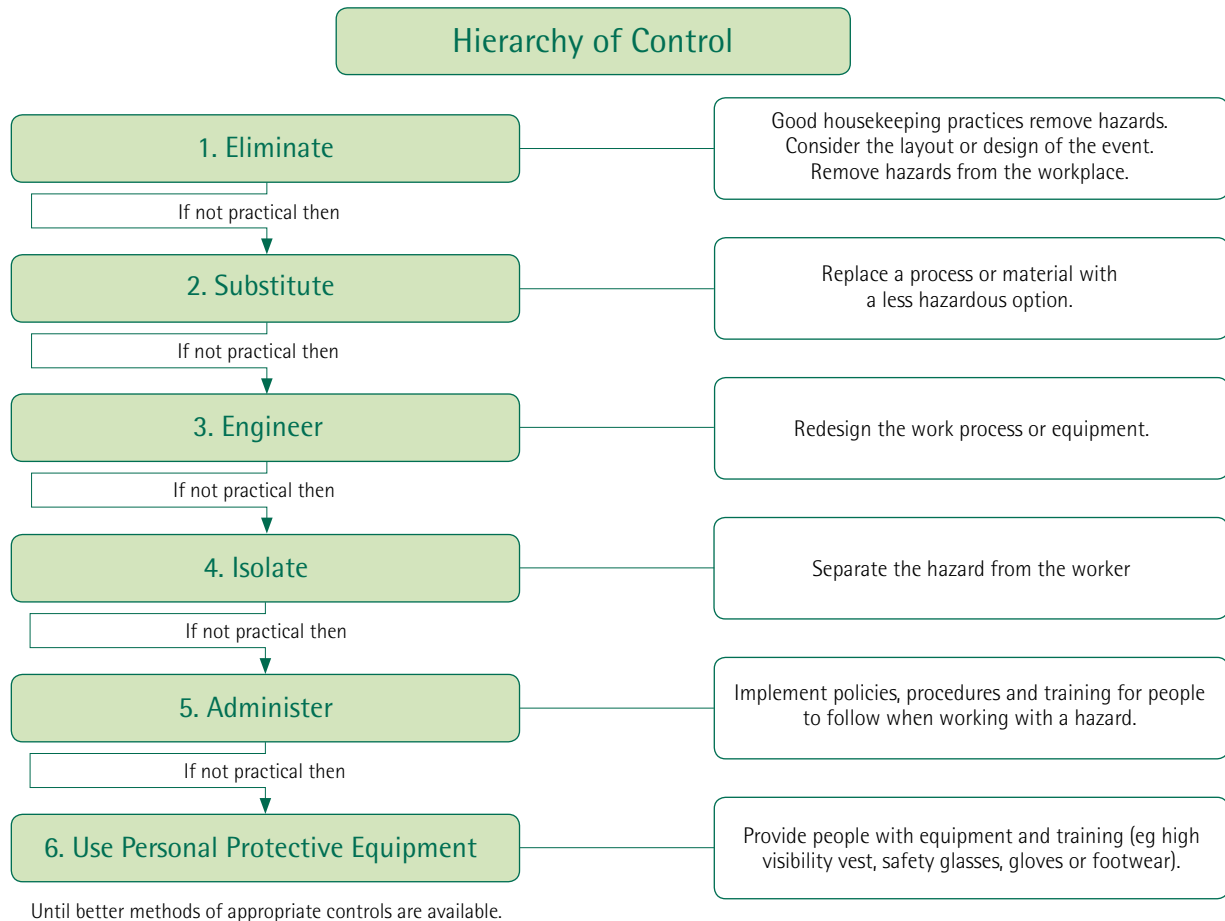 Hierarchy of Control
1. Eliminate
Good housekeeping practices remove hazards.
Consider the layout or design of the event.
Remove hazards from the workplace.
If not practical then
2. Substitute
Replace a process or material with
a less hazardous option.
If not practical then
3. Engineer
Redesign the work process or equipment.
If not practical then
4. Isolate
Separate the hazard from the worker
If not practical then
5. Administer
Implement policies, procedures and training for people
to follow when working with a hazard.
If not practical then
6. Use Personal Protective Equipment
Provide people with equipment and training (eg high
visibility vest, safety glasses, gloves or footwear).
Until better methods of appropriate controls are available.